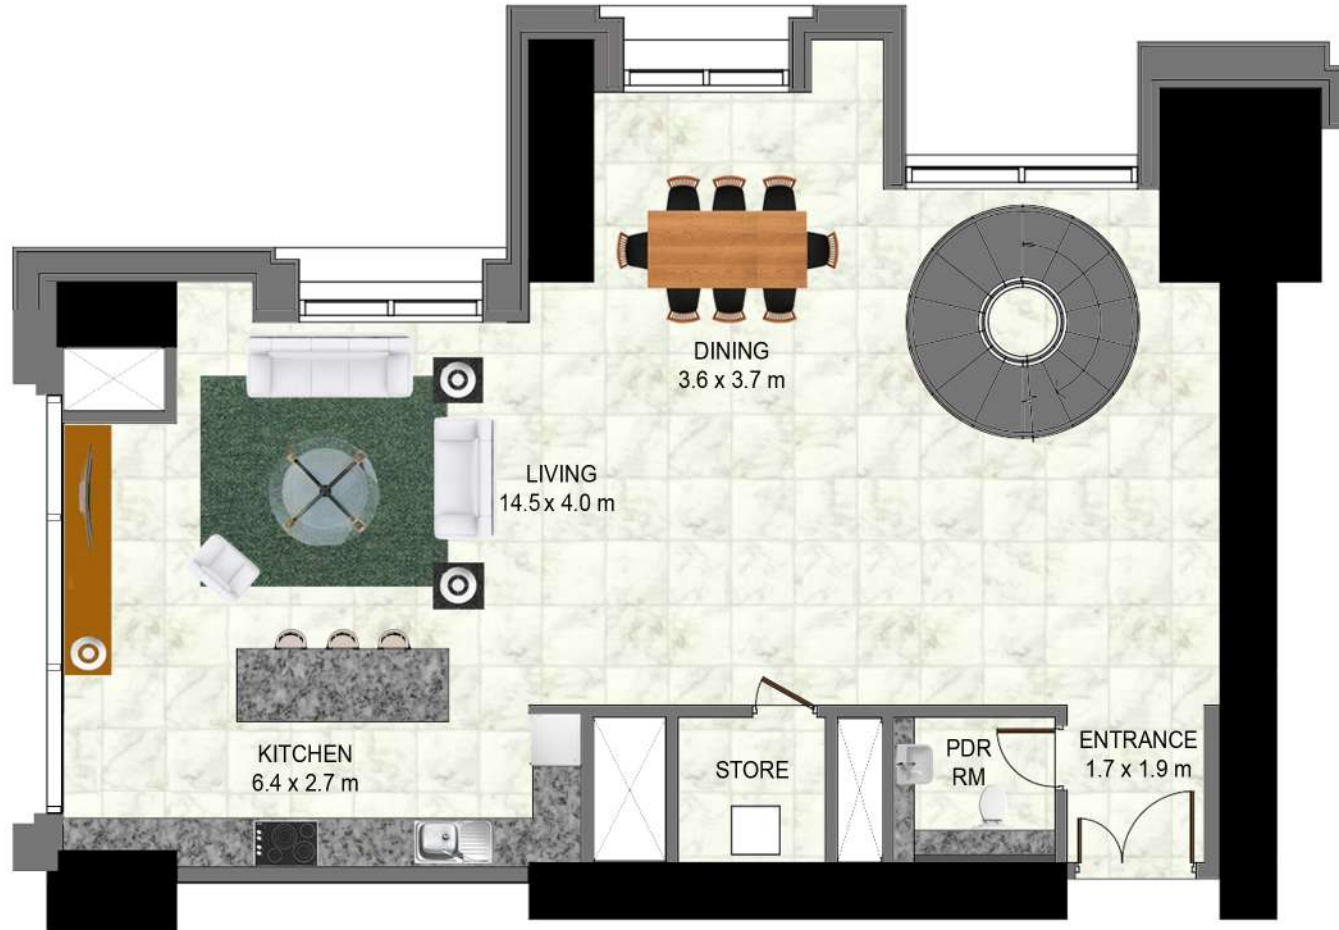 DINING
3.6 x 3.7 m
LIVING
14.5 x 4.0 m
KITCHEN
6.4 x 2.7 m
STORE
PDR
RM
ENTRANCE
1.7 x 1.9 m